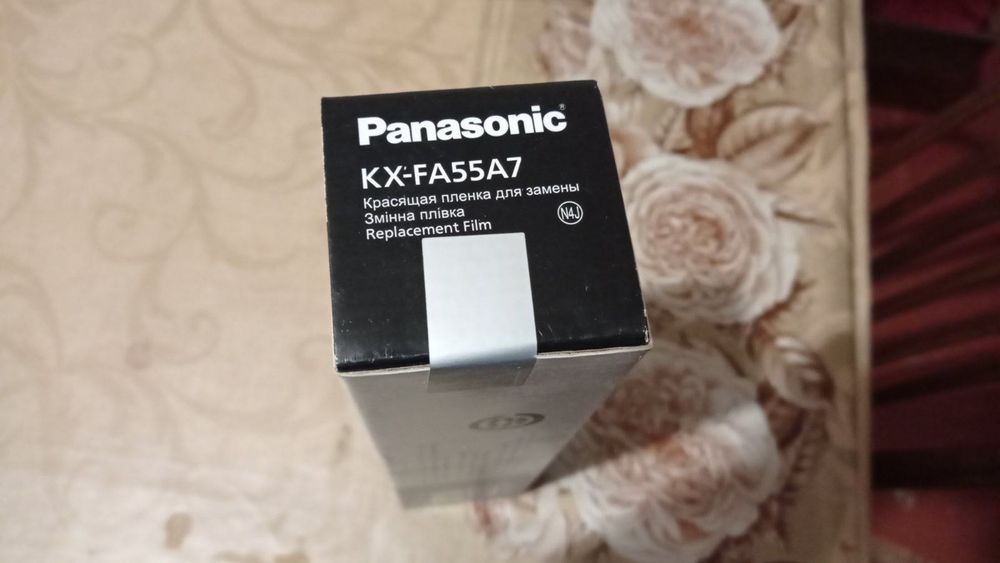 Panasonic®
KX-FA55A7
Красящая пленка для замены
Змінна плівка
Replacement Film
N4J